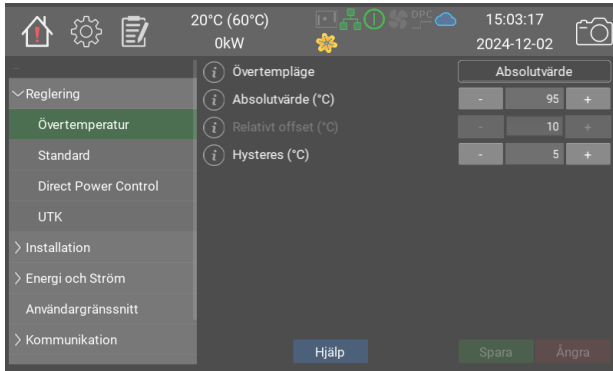 20°C (60°C)
0kW
DPC
15:03:17
2024-12-02
Reglering
Övertemperatur
Standard
Direct Power Control
UTK
Installation
Energi och Ström
Användargränssnitt
Kommunikation
Övertempläge
Absolutvärde
Absolutvärde (°C)
- 95 +
Relativt offset (°C)
- 10 +
Hysteres (°C)
- 5 +
Hjälp
Spara
Ångra